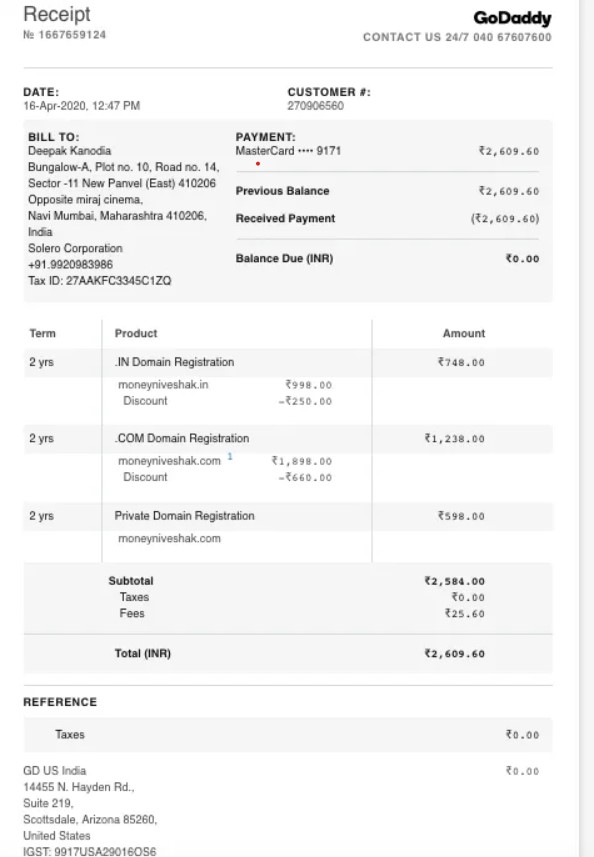 Receipt
№ 1667659124
GoDaddy
CONTACT US 24/7 040 67607600
DATE:
16-Apr-2020, 12:47 PM
CUSTOMER #:
270906560
BILL TO:
Deepak Kanodia
Bungalow-A, Plot no. 10, Road no. 14,
Sector -11 New Panvel (East) 410206
Opposite miraj cinema,
Navi Mumbai, Maharashtra 410206,
India
Solero Corporation
+91.9920983986
Tax ID: 27AAKFC3345C1ZQ
PAYMENT:
MasterCard •••• 9171 ₹2,609.60
Previous Balance ₹2,609.60
Received Payment (₹2,609.60)
Balance Due (INR) ₹0.00
Term Product Amount
2 yrs .IN Domain Registration ₹748.00
moneyniveshak.in ₹998.00
Discount -₹250.00
2 yrs .COM Domain Registration ₹1,238.00
moneyniveshak.com 1 ₹1,898.00
Discount -₹660.00
2 yrs Private Domain Registration ₹598.00
moneyniveshak.com
Subtotal ₹2,584.00
Taxes ₹0.00
Fees ₹25.60
Total (INR) ₹2,609.60
REFERENCE
Taxes ₹0.00
GD US India ₹0.00
14455 N. Hayden Rd.,
Suite 219,
Scottsdale, Arizona 85260,
United States
IGST: 9917USA29016OS6